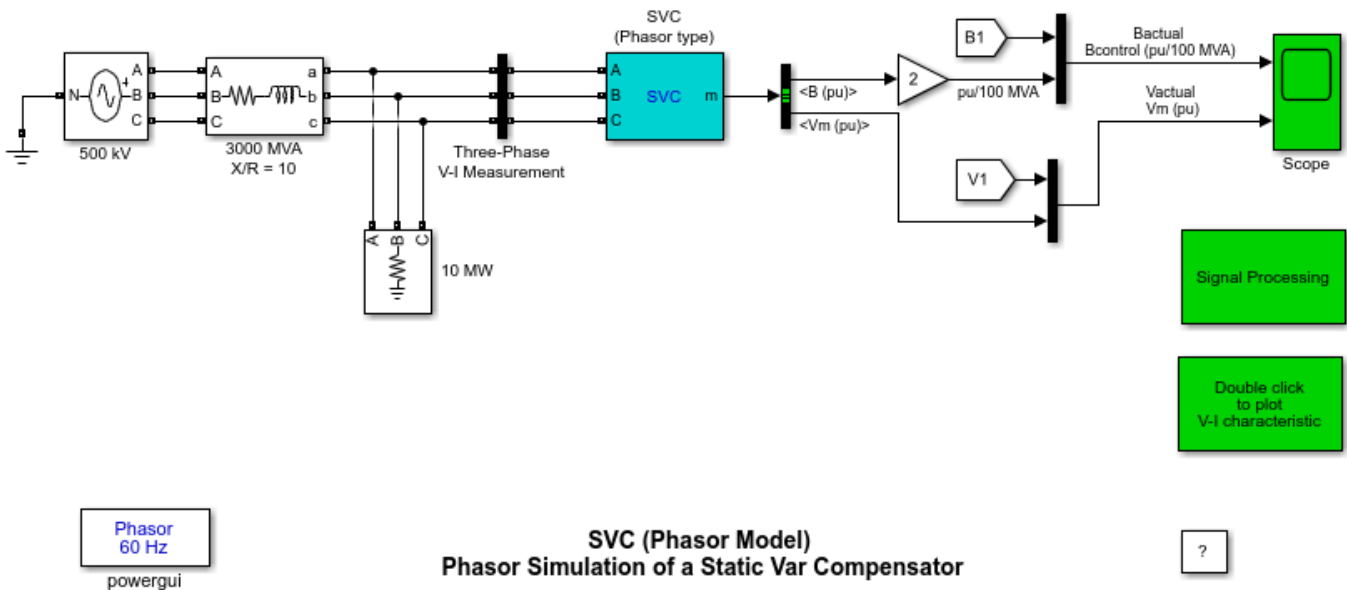 SVC
(Phasor type)
N
A
B
C
500 kV
A
B
C
a
b
c
3000 MVA
X/R = 10
Three-Phase
V-I Measurement
A
B
C
SVC
m
<B (pu)>
<Vm (pu)>
2
pu/100 MVA
B1
V1
Bactual
Bcontrol (pu/100 MVA)
Vactual
Vm (pu)
Scope
A
B
C
10 MW
Signal Processing
Double click
to plot
V-I characteristic
Phasor
60 Hz
powergui
SVC (Phasor Model)
Phasor Simulation of a Static Var Compensator
?